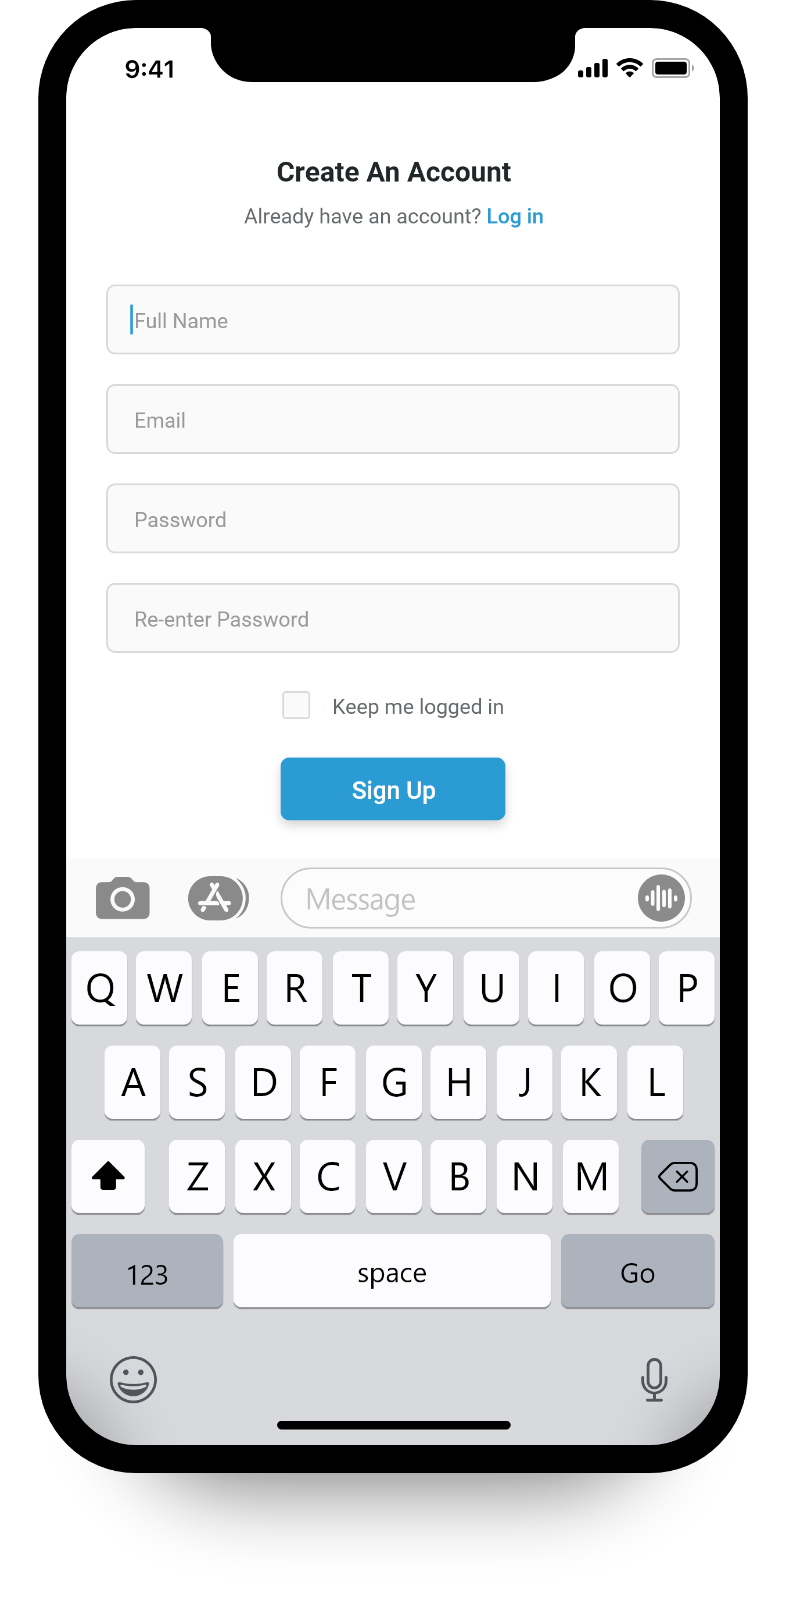 9:41
Create An Account
Already have an account? Log in
Full Name
Email
Password
Re-enter Password
Keep me logged in
Sign Up
Message
Q W E R T Y U I O P
A S D F G H J K L
Z X C V B N M
123 space Go